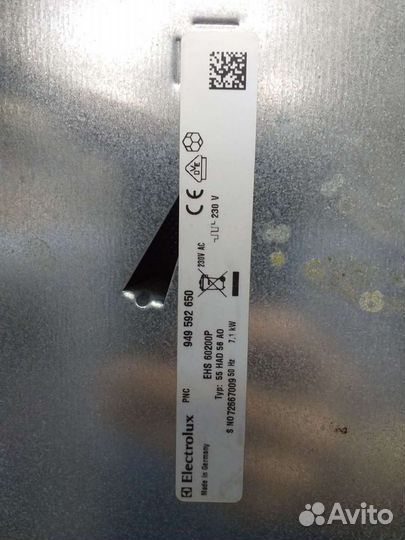 Electrolux
Made in Germany
PNC 949 592 650
EHS 60200P
Typ: 55 HAD 56 AO
S NO72667009 50 Hz 7,1 kW
230V AC
230 V
CE
Avito